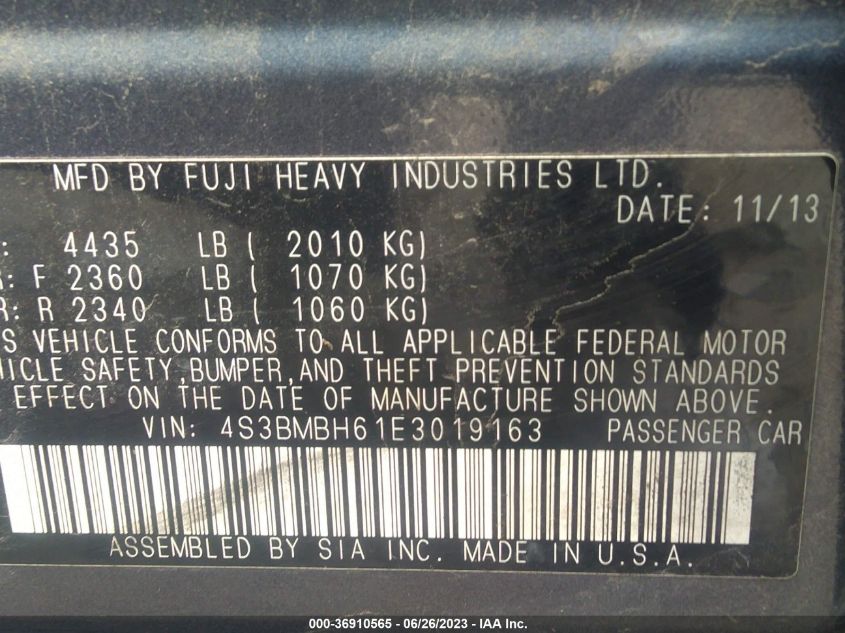 MFD BY FUJI HEAVY INDUSTRIES LTD.
DATE: 11/13
: 4435 LB ( 2010 KG)
R: F 2360 LB ( 1070 KG)
R: R 2340 LB ( 1060 KG)
S VEHICLE CONFORMS TO ALL APPLICABLE FEDERAL MOTOR
HICLE SAFETY,BUMPER,AND THEFT PREVENTION STANDARDS
EFFECT ON THE DATE OF MANUFACTURE SHOWN ABOVE.
VIN: 4S3BMBH61E3019163 PASSENGER CAR
ASSEMBLED BY SIA INC. MADE IN U.S.A.
000-36910565 / 06/26/2023 / IAA Inc.